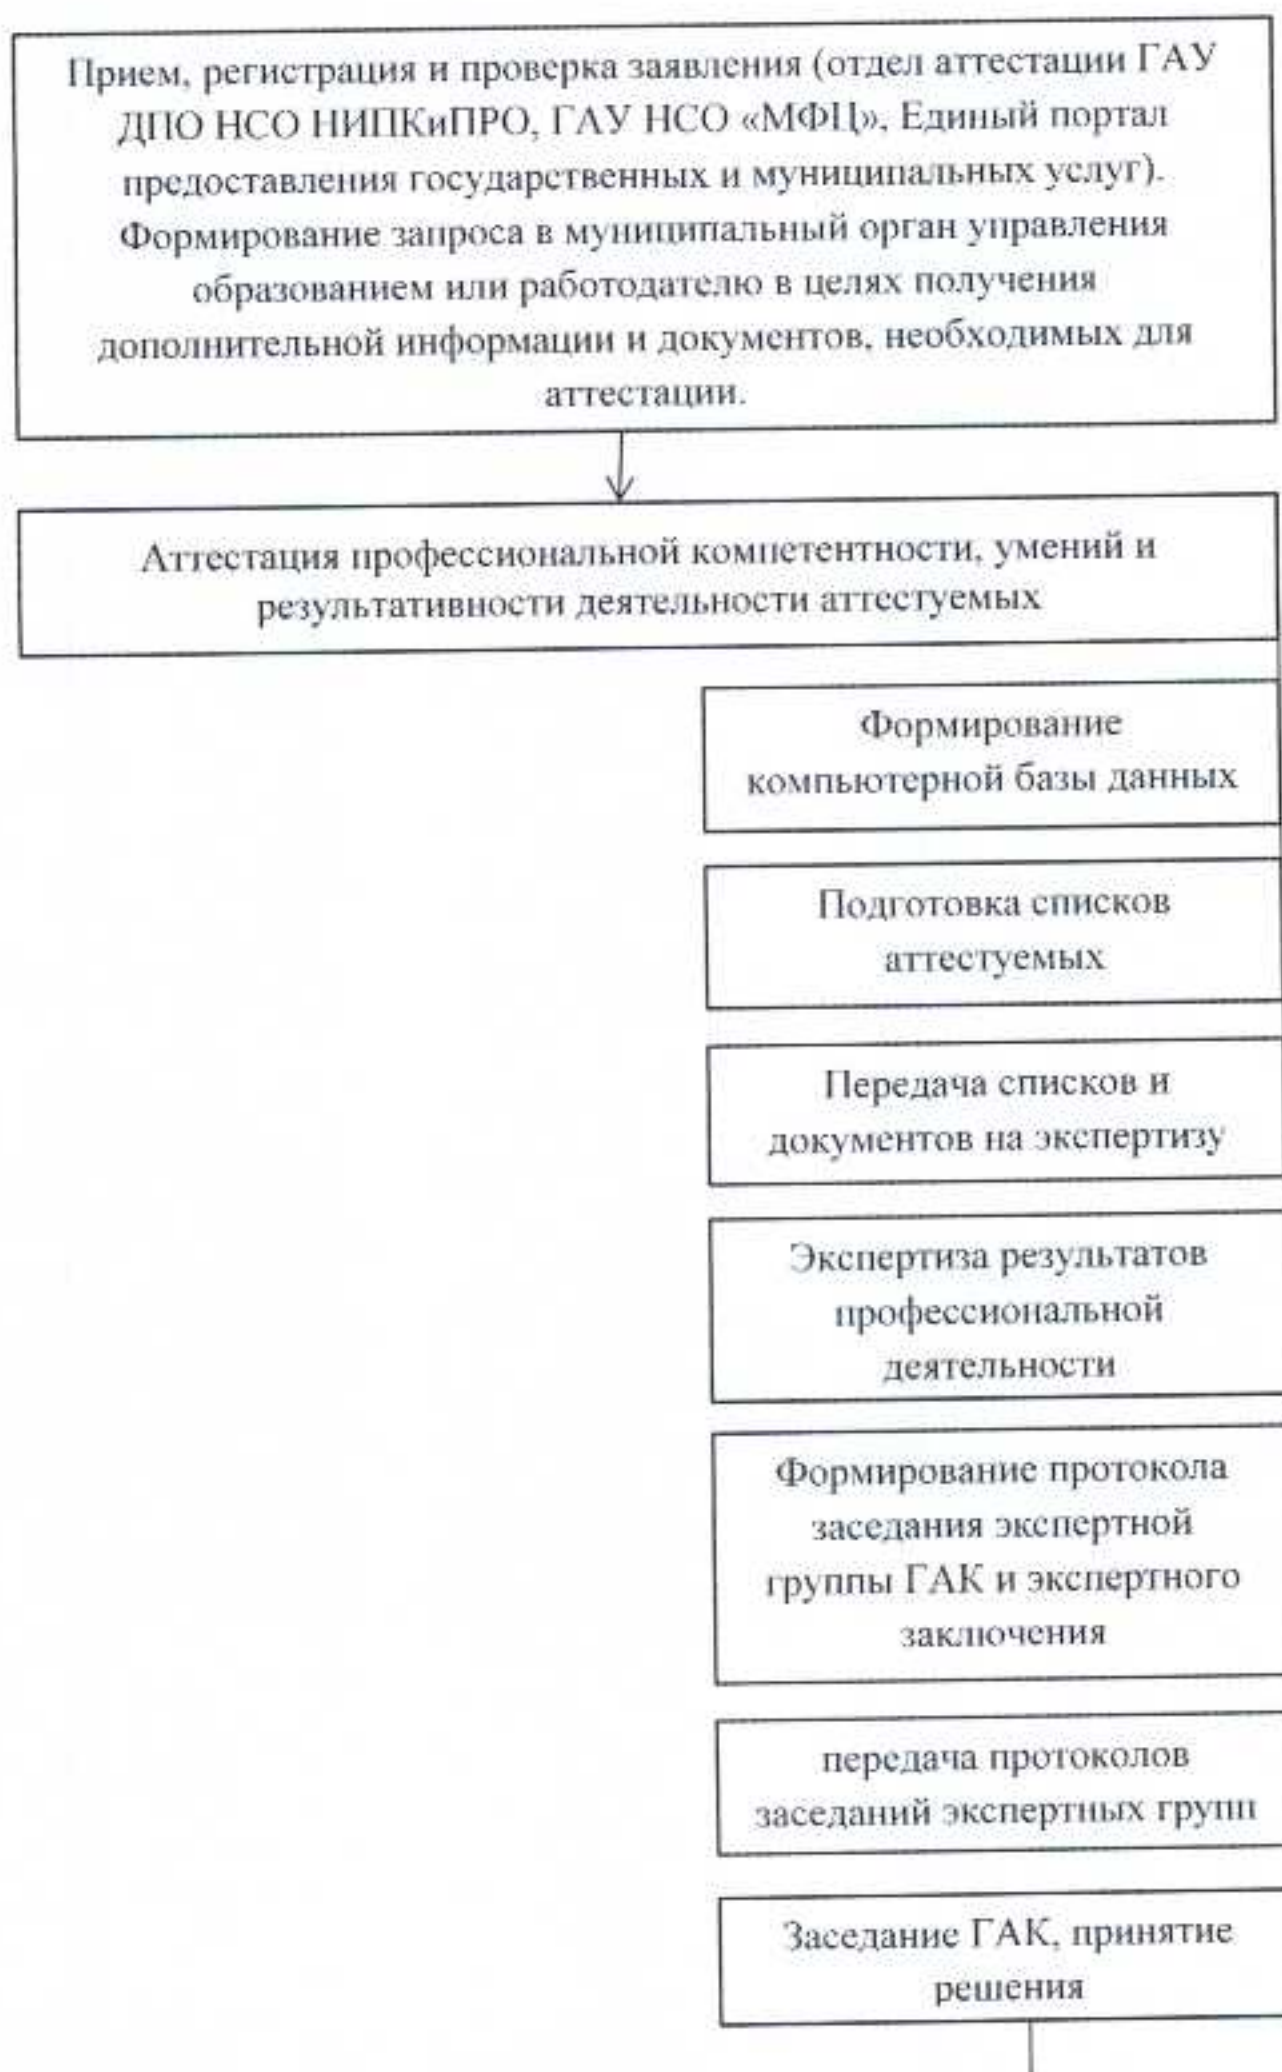 Прием, регистрация и проверка заявления (отдел аттестации ГАУ
ДПО НСО НИПКиПРО, ГАУ НСО «МФЦ», Единый портал
предоставления государственных и муниципальных услуг).
Формирование запроса в муниципальный орган управления
образованием или работодателю в целях получения
дополнительной информации и документов, необходимых для
аттестации.
Аттестация профессиональной компетентности, умений и
результативности деятельности аттестуемых
Формирование
компьютерной базы данных
Подготовка списков
аттестуемых
Передача списков и
документов на экспертизу
Экспертиза результатов
профессиональной
деятельности
Формирование протокола
заседания экспертной
группы ГАК и экспертного
заключения
передача протоколов
заседаний экспертных групп
Заседание ГАК, принятие
решения